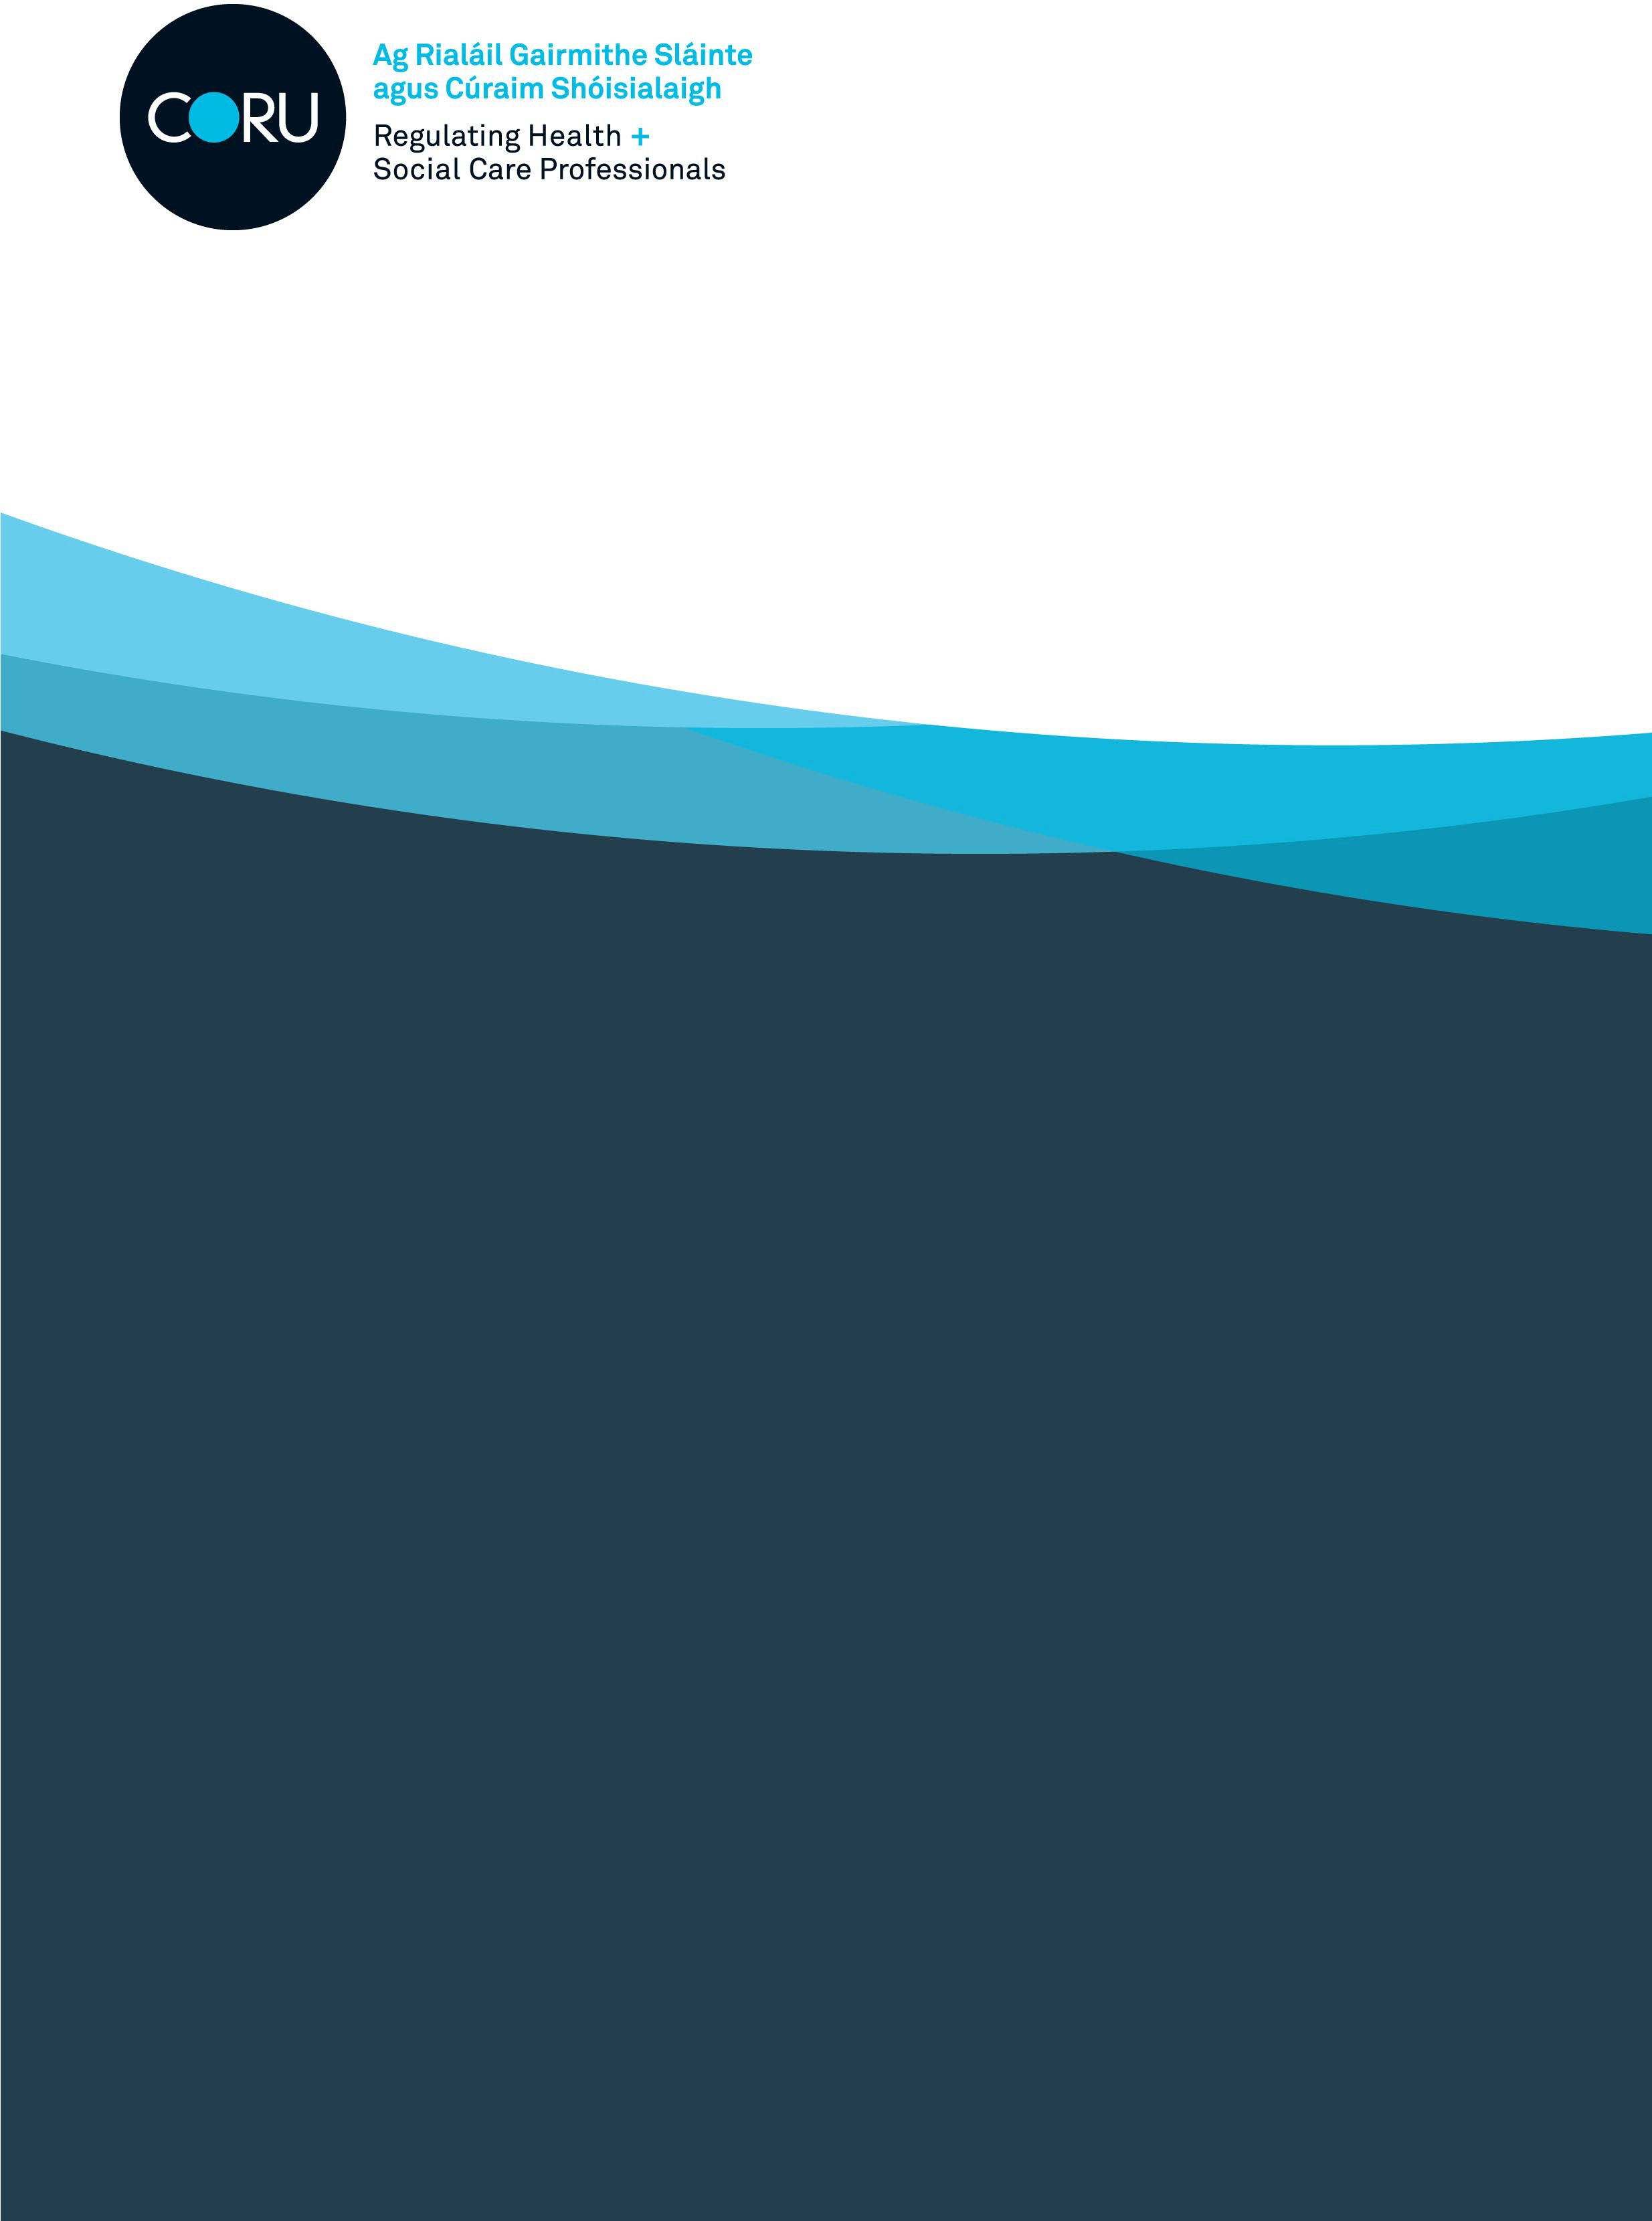 CORU
Ag Rialáil Gairmithe Sláinte
agus Cúraim Shóisialaigh
Regulating Health +
Social Care Professionals